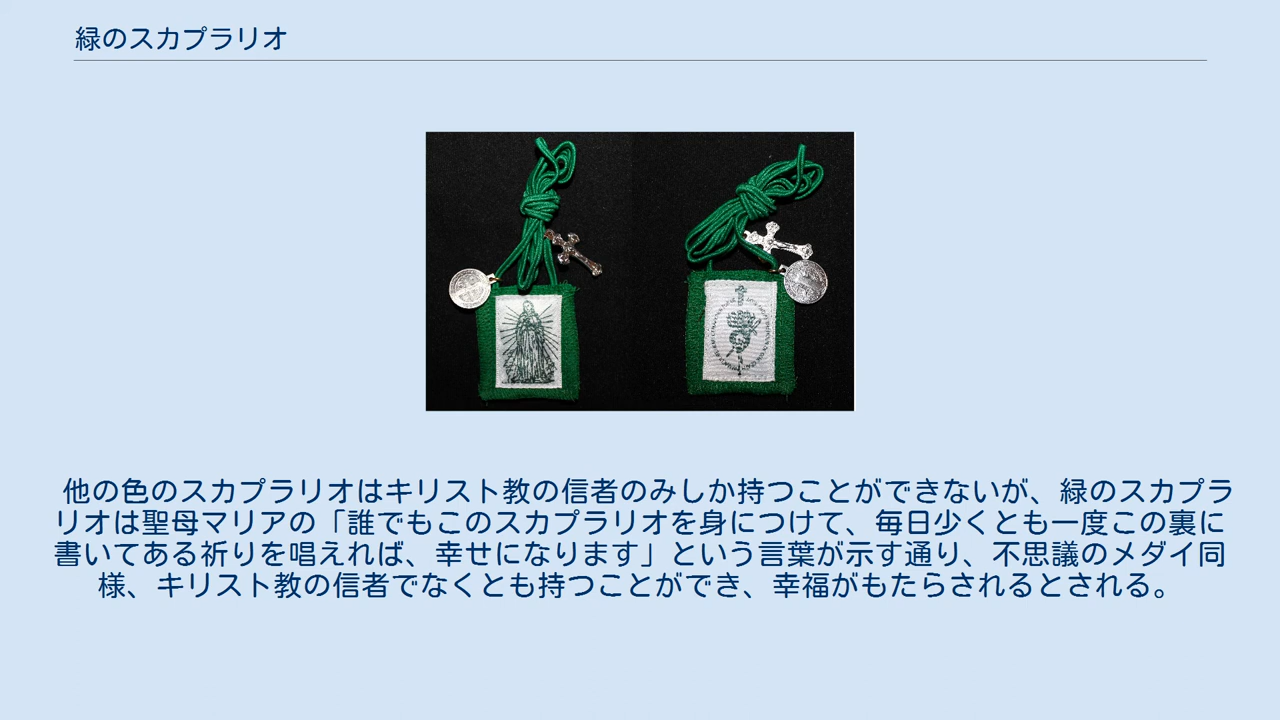 緑のスカプラリオ
他の色のスカプラリオはキリスト教の信者のみしか持つことができないが、緑のスカプラ
リオは聖母マリアの「誰でもこのスカプラリオを身につけて、毎日少くとも一度この裏に
書いてある祈りを唱えれば、幸せになります」という言葉が示す通り、不思議のメダイ同
様、キリスト教の信者でなくとも持つことができ、幸福がもたらされるとされる。